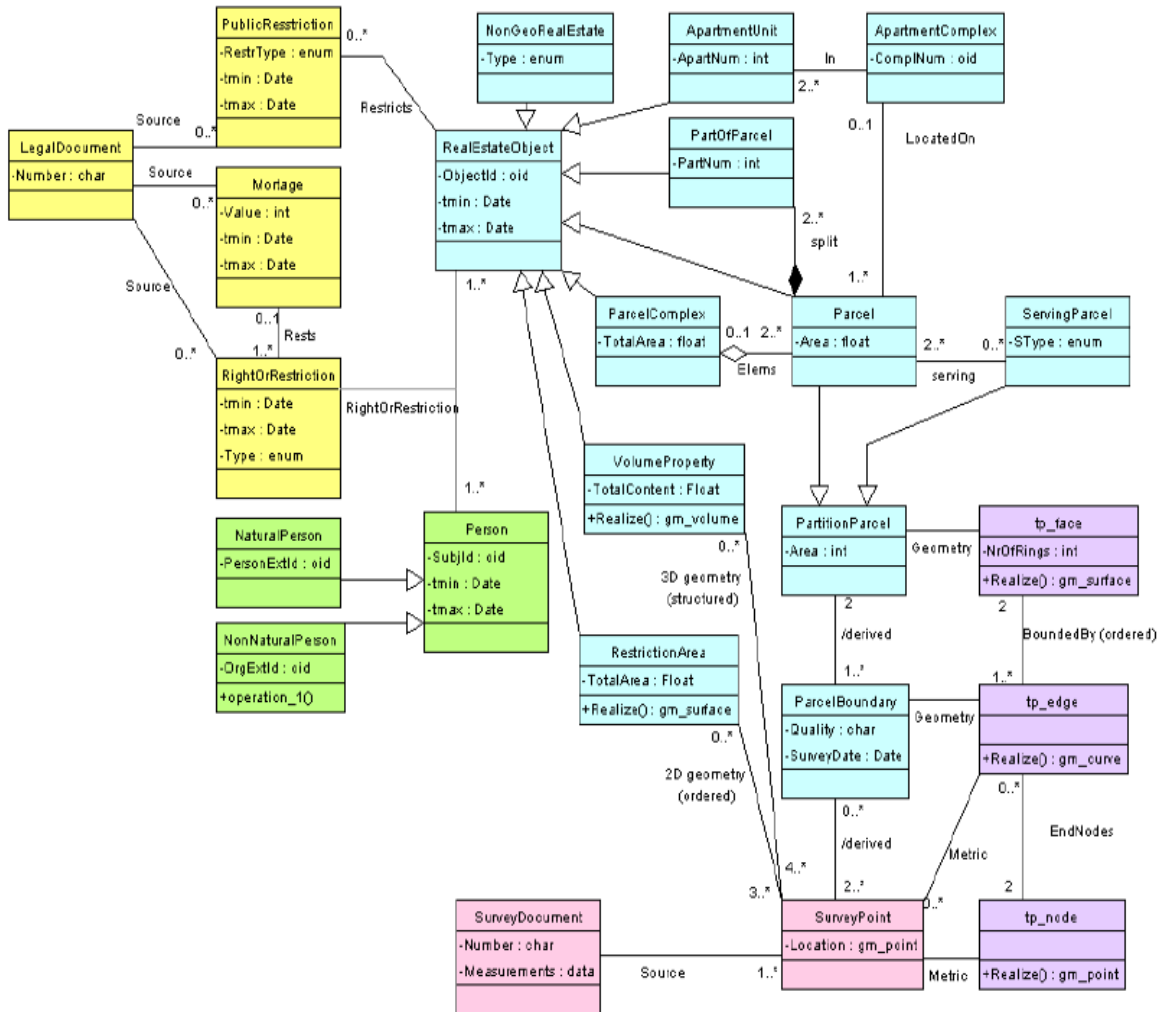 PublicResstriction
-RestrType : enum
-tmin : Date
-tmax : Date
0..*
Restricts
NonGeoRealEstate
-Type : enum
ApartmentUnit
-ApartNum : int
In
2..*
ApartmentComplex
-ComplNum : oid
0..1
LocatedOn
LegalDocument
-Number : char
Source
0..*
Source
0..*
Source
0..*
Mortage
-Value : int
-tmin : Date
-tmax : Date
0..1
Rests
1..*
RealEstateObject
-ObjectId : oid
-tmin : Date
-tmax : Date
1..*
PartOfParcel
-PartNum : int
2..*
split
1..*
ParcelComplex
-TotalArea : float
0..1
2..*
Elems
Parcel
-Area : float
2..*
0..*
serving
ServingParcel
-SType : enum
RightOrRestriction
-tmin : Date
-tmax : Date
-Type : enum
RightOrRestriction
1..*
VolumeProperty
-TotalContent : Float
+Realize() : gm_volume
0..*
3D geometry
(structured)
NaturalPerson
-PersonExtId : oid
Person
-SubjId : oid
-tmin : Date
-tmax : Date
NonNaturalPerson
-OrgExtId : oid
+operation_1()
PartitionParcel
-Area : int
Geometry
tp_face
-NrOfRings : int
+Realize() : gm_surface
2
/derived
1..*
2
BoundedBy (ordered)
1..*
RestrictionArea
-TotalArea : Float
+Realize() : gm_surface
0..*
2D geometry
(ordered)
ParcelBoundary
-Quality : char
-SurveyDate : Date
Geometry
tp_edge
+Realize() : gm_curve
0..*
/derived
2..*
0..*
EndNodes
2
Metric
0..*
4..*
3..*
SurveyDocument
-Number : char
-Measurements : data
Source
1..*
SurveyPoint
-Location : gm_point
Metric
tp_node
+Realize() : gm_point